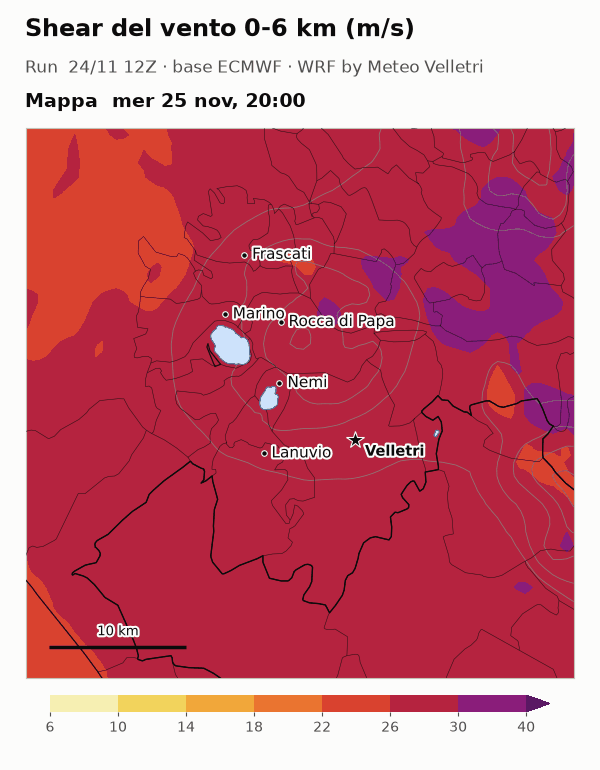 Shear del vento 0-6 km (m/s)
Run  24/11 12Z · base ECMWF · WRF by Meteo Velletri
Mappa  mer 25 nov, 20:00
Frascati
Marino
Rocca di Papa
Nemi
Velletri
Lanuvio
10 km
6 10 14 18 22 26 30 40